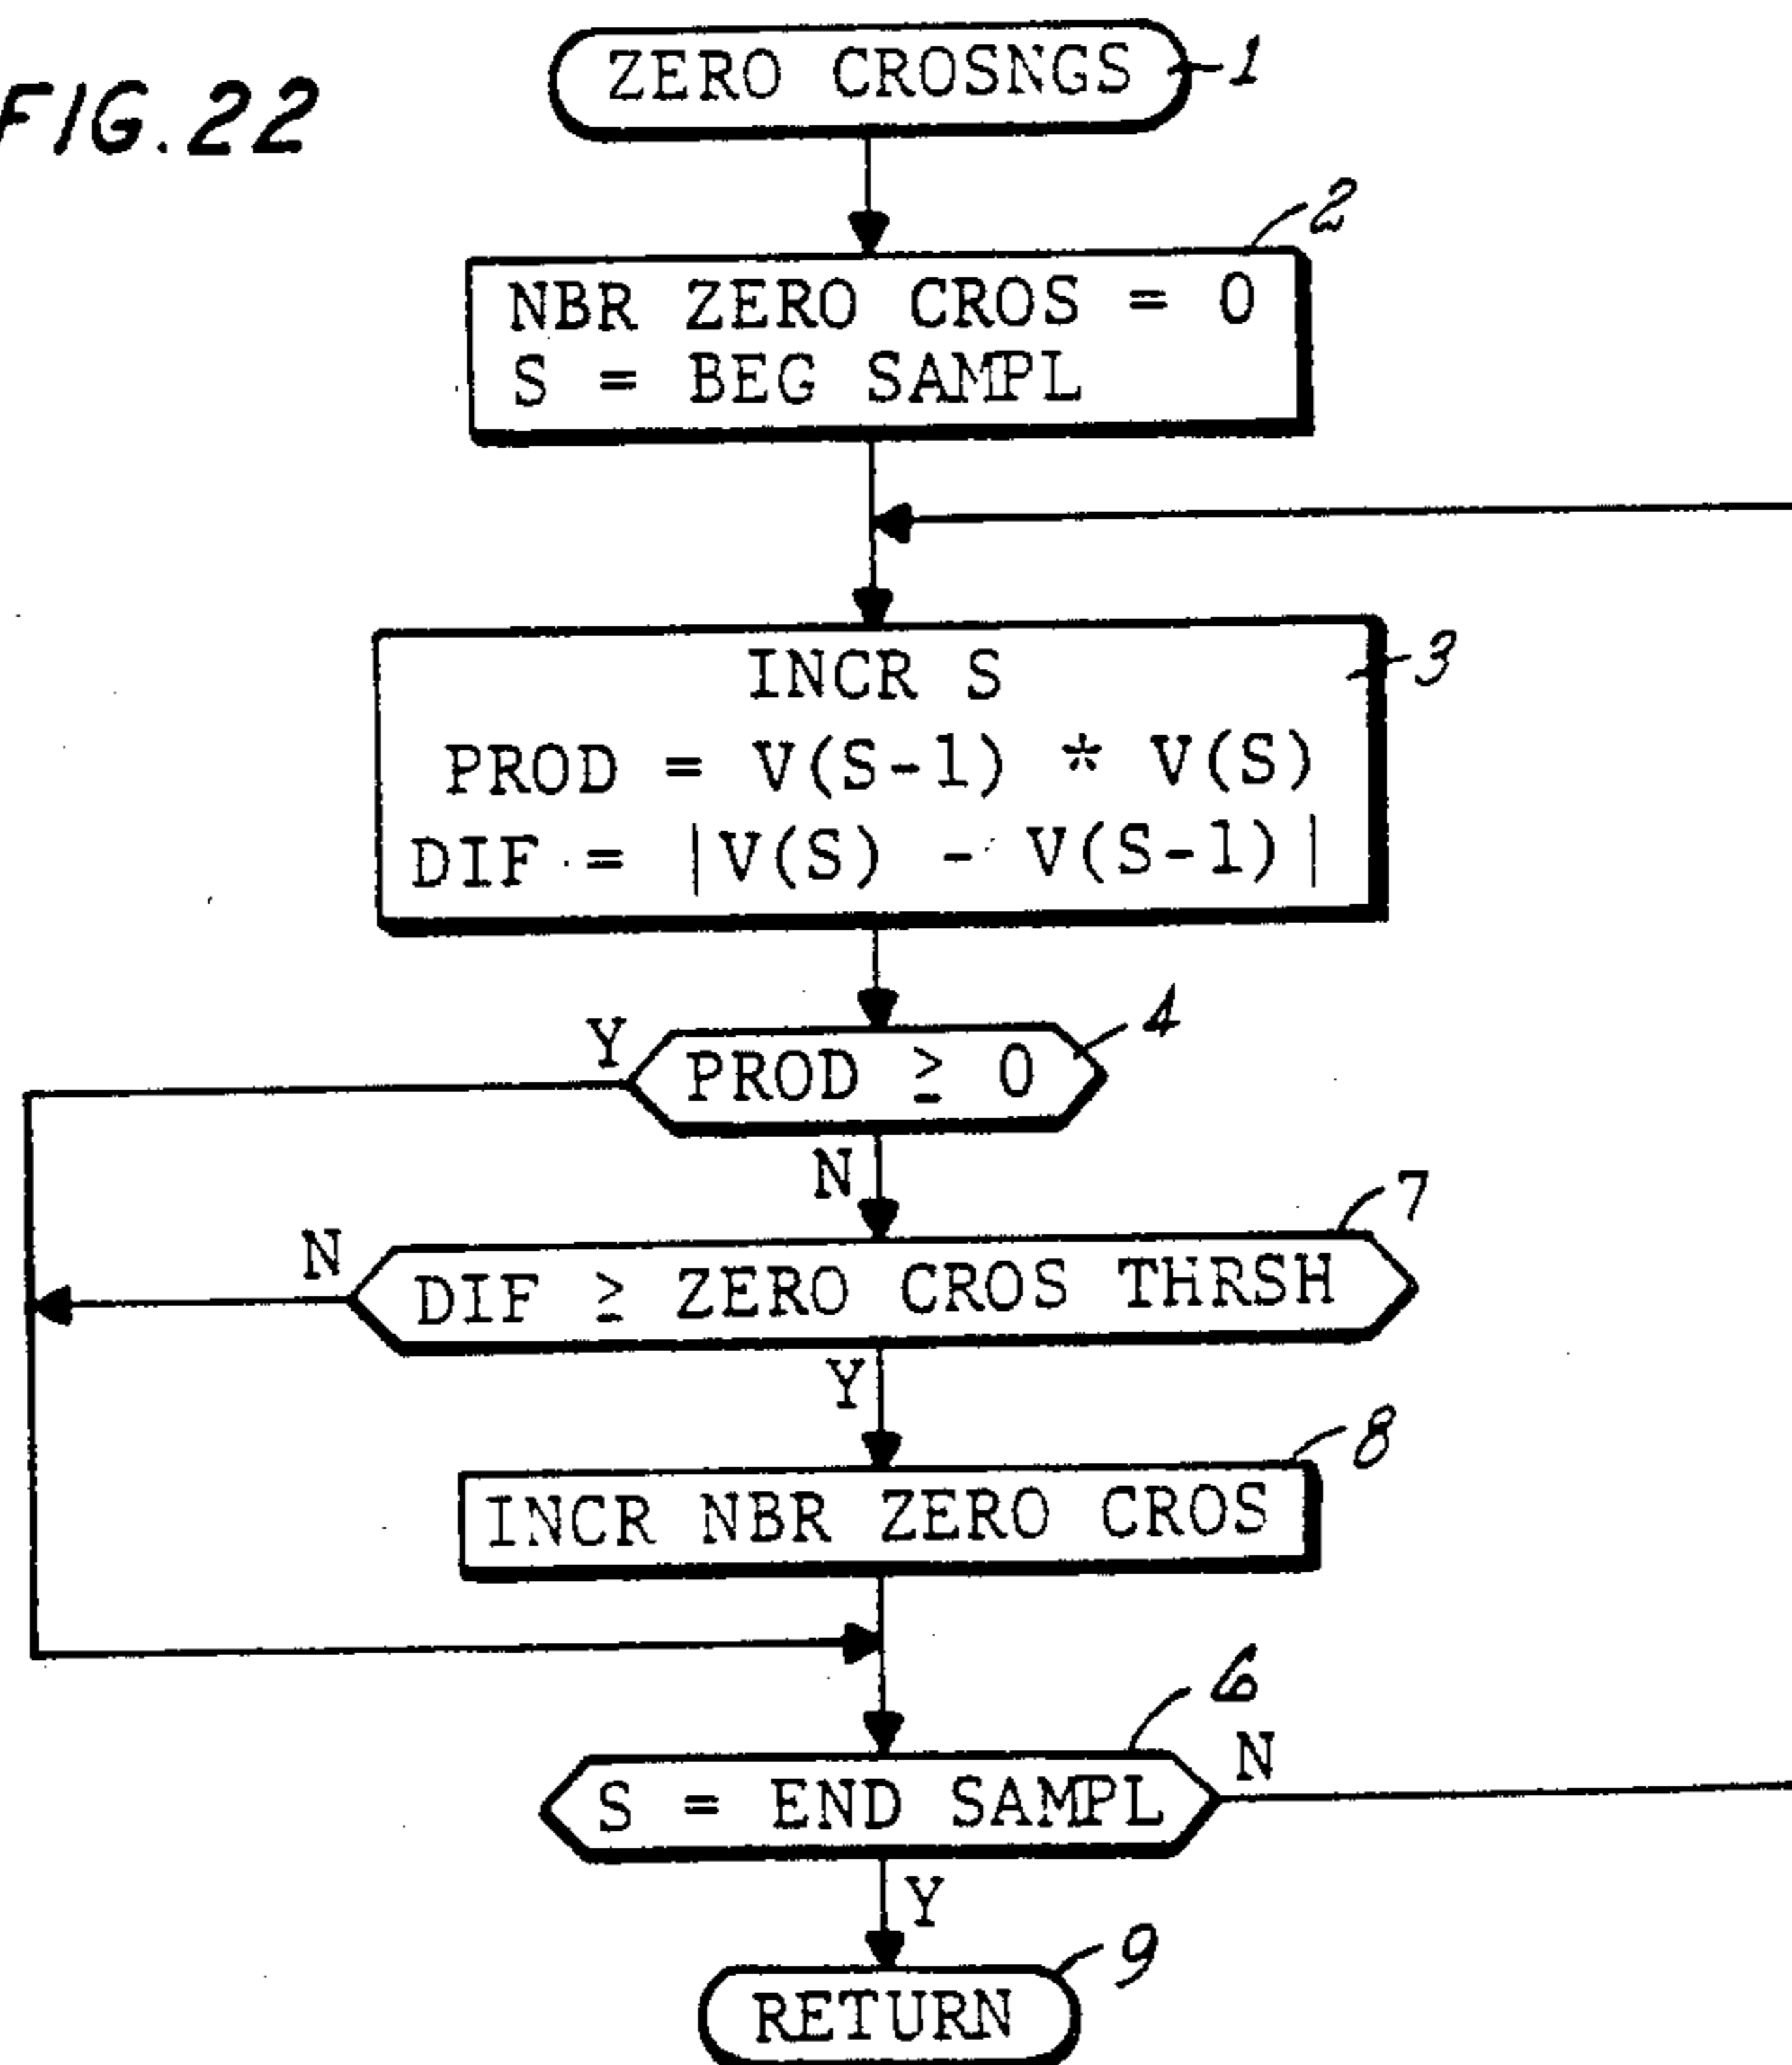 FIG.22
ZERO CROSNGS
1
2
NBR ZERO CROS = 0
S = BEG SAMPL
3
INCR S
PROD = V(S-1) * V(S)
DIF = |V(S) - V(S-1)|
4
Y
PROD ≥ 0
N
7
N
DIF ≥ ZERO CROS THRSH
Y
8
INCR NBR ZERO CROS
6
N
S = END SAMPL
Y
9
RETURN